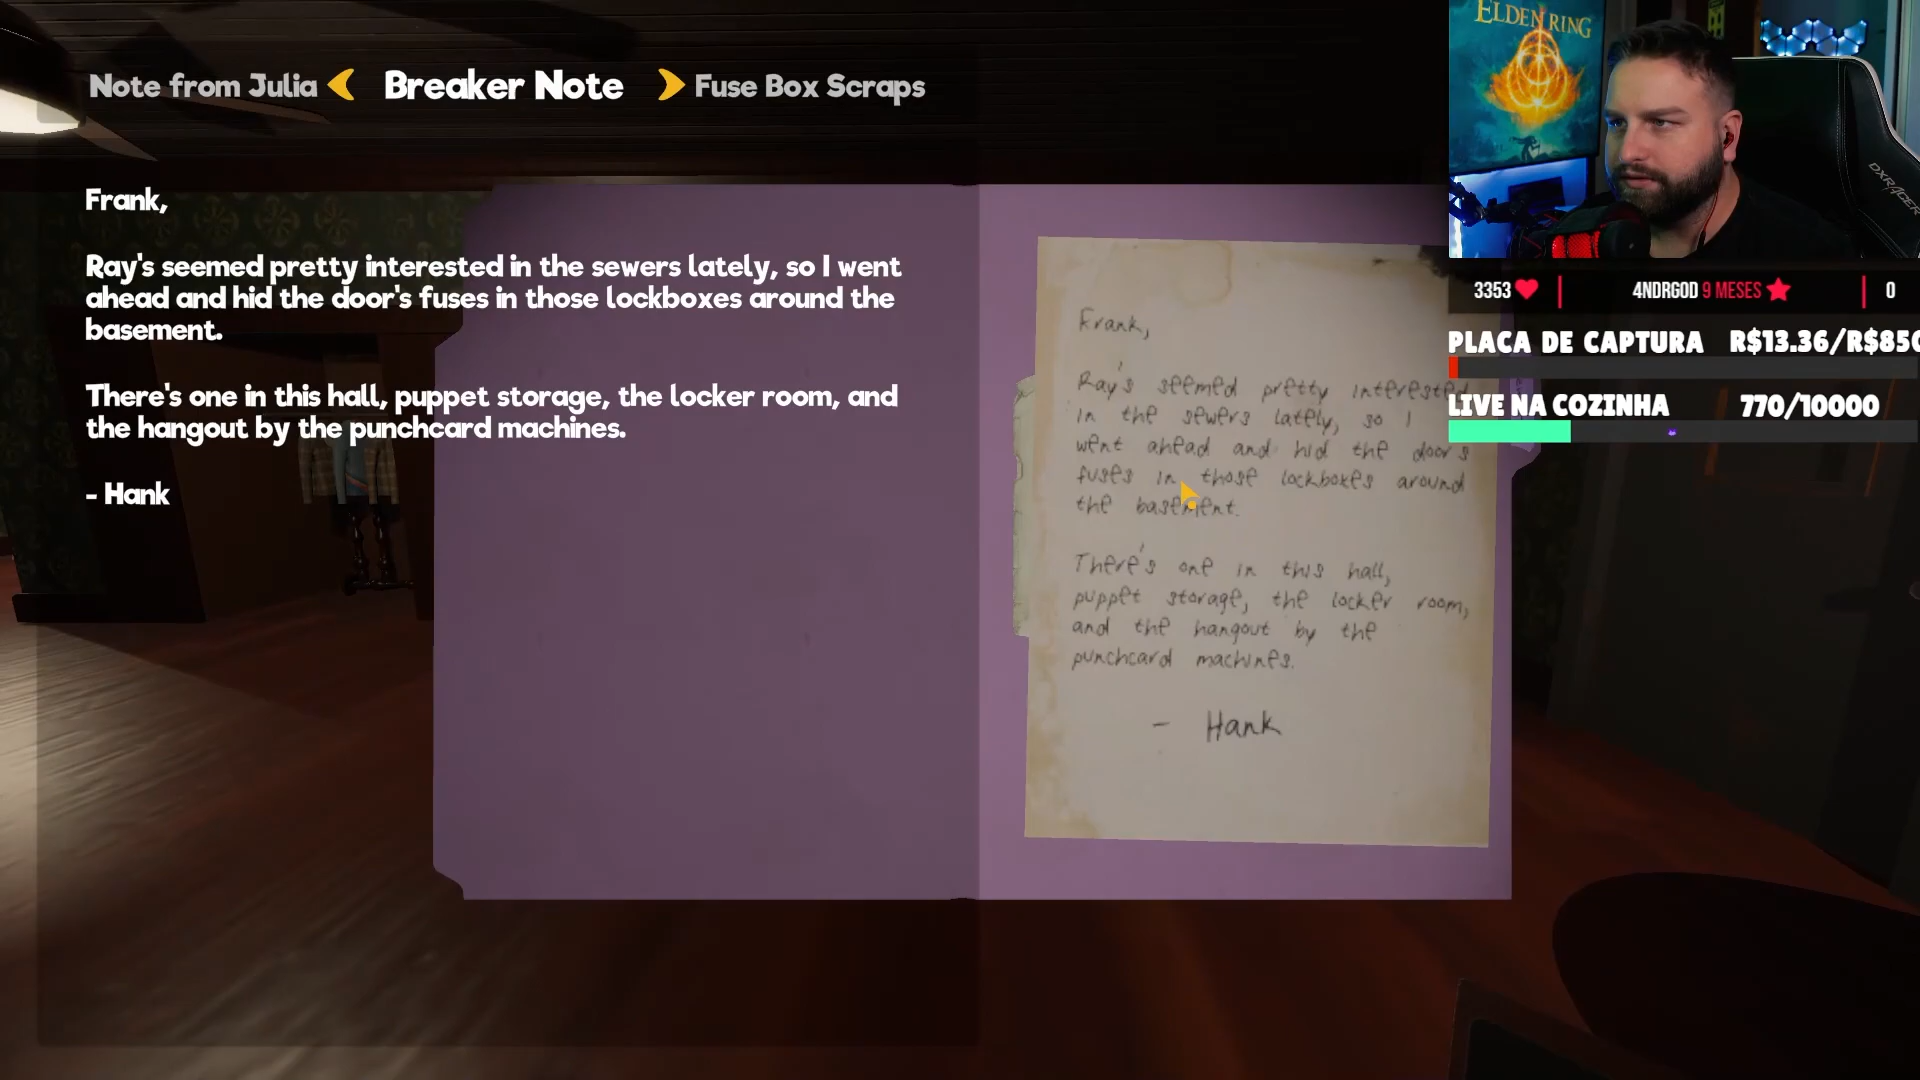 Note from Julia Breaker Note Fuse Box Scraps
Frank,
Ray's seemed pretty interested in the sewers lately, so I went
ahead and hid the door's fuses in those lockboxes around the
basement.
There's one in this hall, puppet storage, the locker room, and
the hangout by the punchcard machines.
- Hank
Frank,
Ray's seemed pretty interested
in the sewers lately, so I
went ahead and hid the door's
fuses in those lockboxes around
the basement.
There's one in this hall,
puppet storage, the locker room,
and the hangout by the
punchcard machines.
- Hank
ELDEN RING
DXRACER
3353 4NDRGOD 9 MESES 0
PLACA DE CAPTURA R$13.36/R$850
LIVE NA COZINHA 770/10000